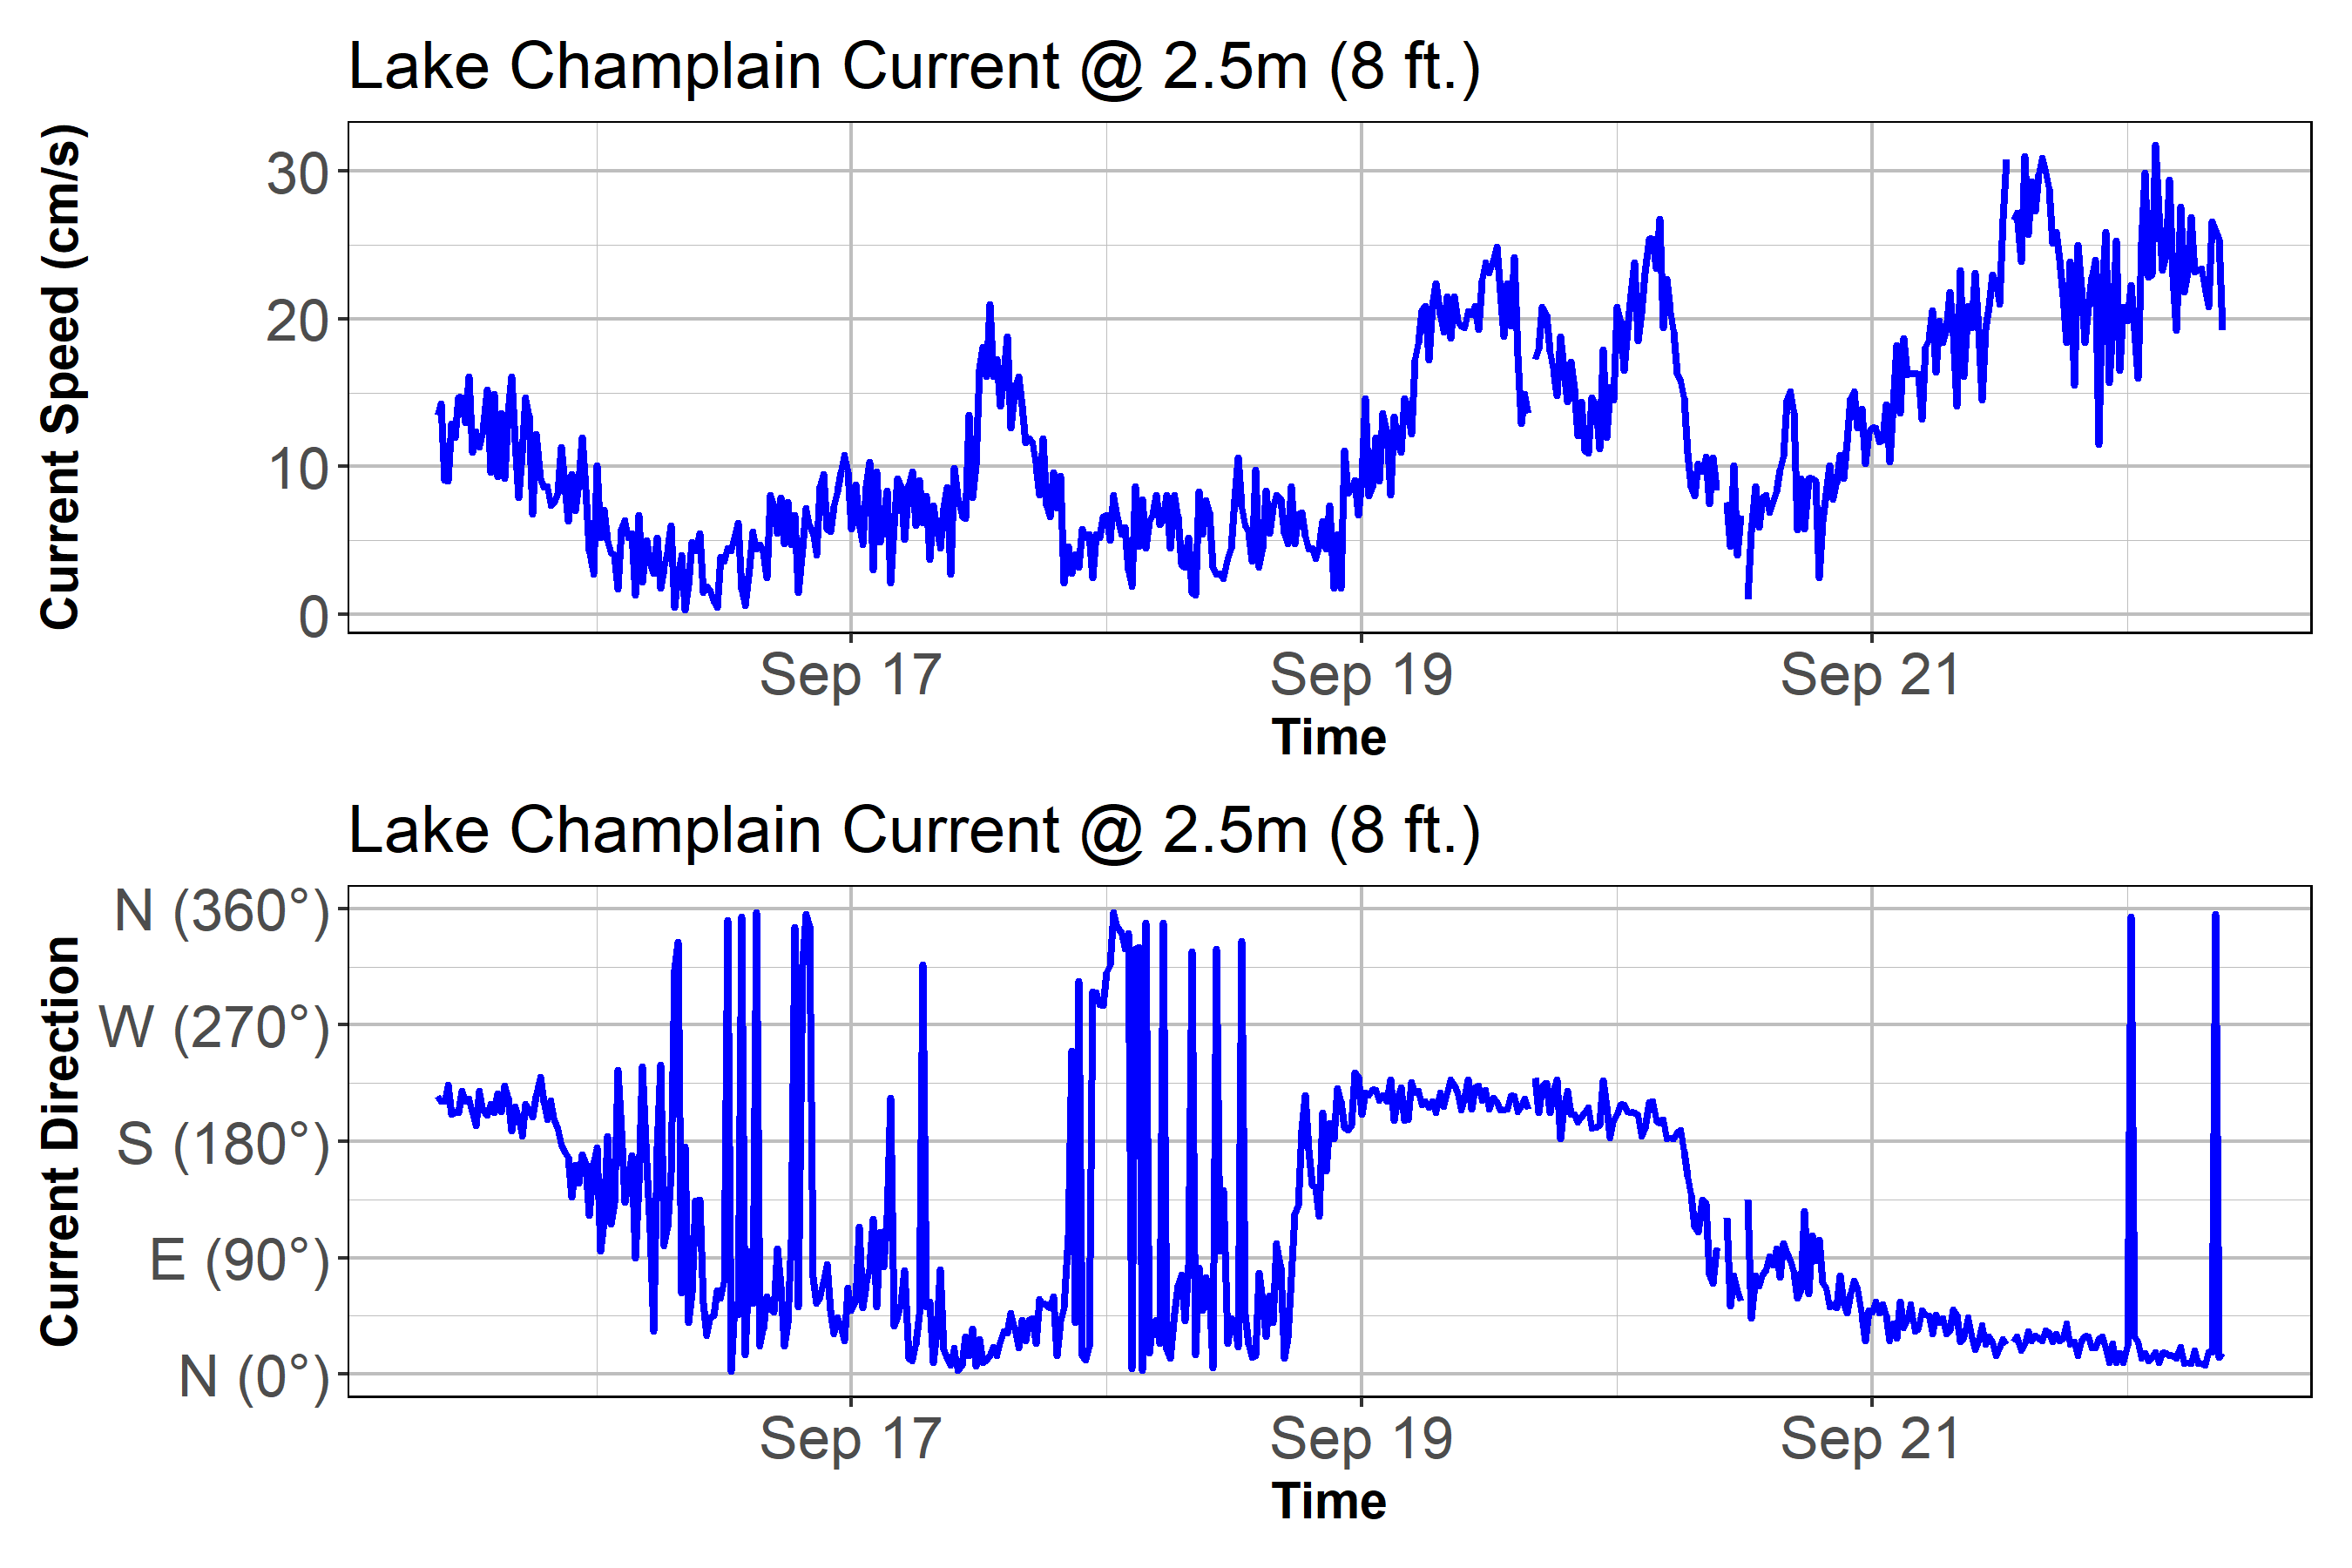 Lake Champlain Current @ 2.5m (8 ft.)
Current Speed (cm/s)
30
20
10
0
Sep 17
Sep 19
Sep 21
Time
Lake Champlain Current @ 2.5m (8 ft.)
Current Direction
N (360°)
W (270°)
S (180°)
E (90°)
N (0°)
Sep 17
Sep 19
Sep 21
Time